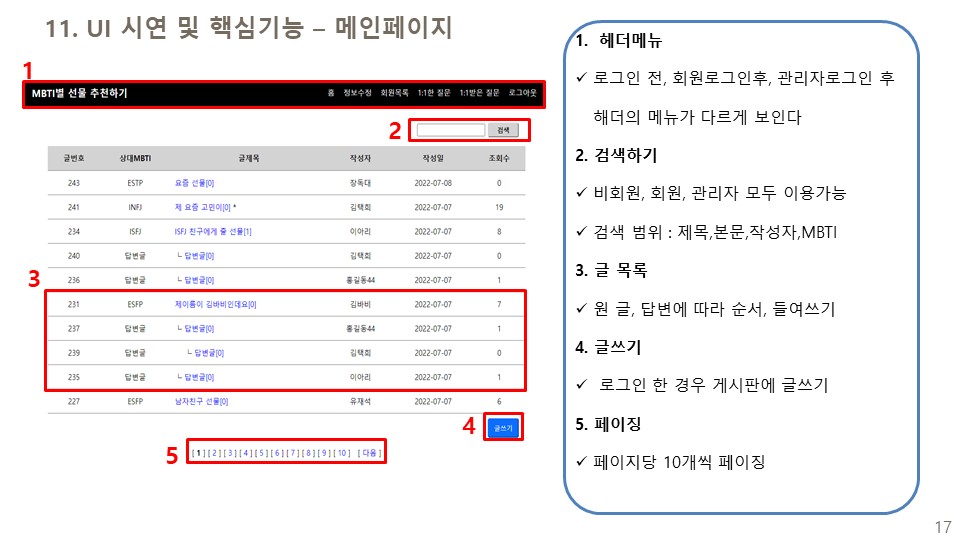 11. UI 시연 및 핵심기능 – 메인페이지
1
MBTI별 선물 추천하기 홈 정보수정 회원목록 1:1한 질문 1:1받은 질문 로그아웃
2 검색
글번호 상대MBTI 글제목 작성자 작성일 조회수
243 ESTP 요즘 선물[0] 장독대 2022-07-08 0
241 INFJ 제 요즘 고민이[0] * 김택희 2022-07-07 19
234 ISFJ ISFJ 친구에게 줄 선물[1] 이아리 2022-07-07 8
240 답변글 ┗ 답변글[0] 김택희 2022-07-07 0
236 답변글 ┗ 답변글[0] 홍길동44 2022-07-07 1
3
231 ESFP 제이름이 김바비인데요[0] 김바비 2022-07-07 7
237 답변글 ┗ 답변글[0] 홍길동44 2022-07-07 1
239 답변글 ┗ 답변글[0] 김택희 2022-07-07 0
235 답변글 ┗ 답변글[0] 이아리 2022-07-07 1
227 ESFP 남자친구 선물[0] 유재석 2022-07-07 6
4 글쓰기
5 [ 1 ] [ 2 ] [ 3 ] [ 4 ] [ 5 ] [ 6 ] [ 7 ] [ 8 ] [ 9 ] [ 10 ] [ 다음 ]
1. 헤더메뉴
✓ 로그인 전, 회원로그인후, 관리자로그인 후
해더의 메뉴가 다르게 보인다
2. 검색하기
✓ 비회원, 회원, 관리자 모두 이용가능
✓ 검색 범위 : 제목,본문,작성자,MBTI
3. 글 목록
✓ 원 글, 답변에 따라 순서, 들여쓰기
4. 글쓰기
✓ 로그인 한 경우 게시판에 글쓰기
5. 페이징
✓ 페이지당 10개씩 페이징
17